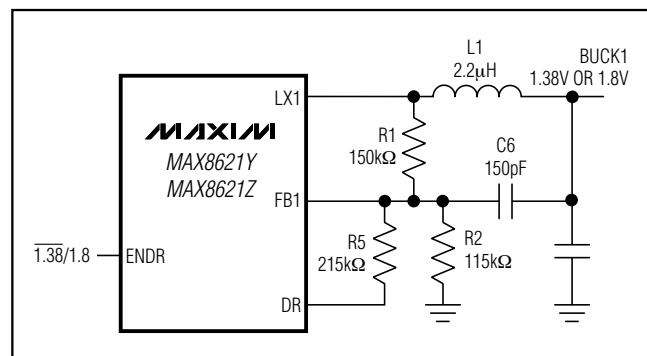 L1
2.2µH
BUCK1
1.38V OR 1.8V
LX1
MAXIM
MAX8621Y
MAX8621Z
R1
150kΩ
C6
150pF
FB1
1.38/1.8
ENDR
R5
215kΩ
R2
115kΩ
DR